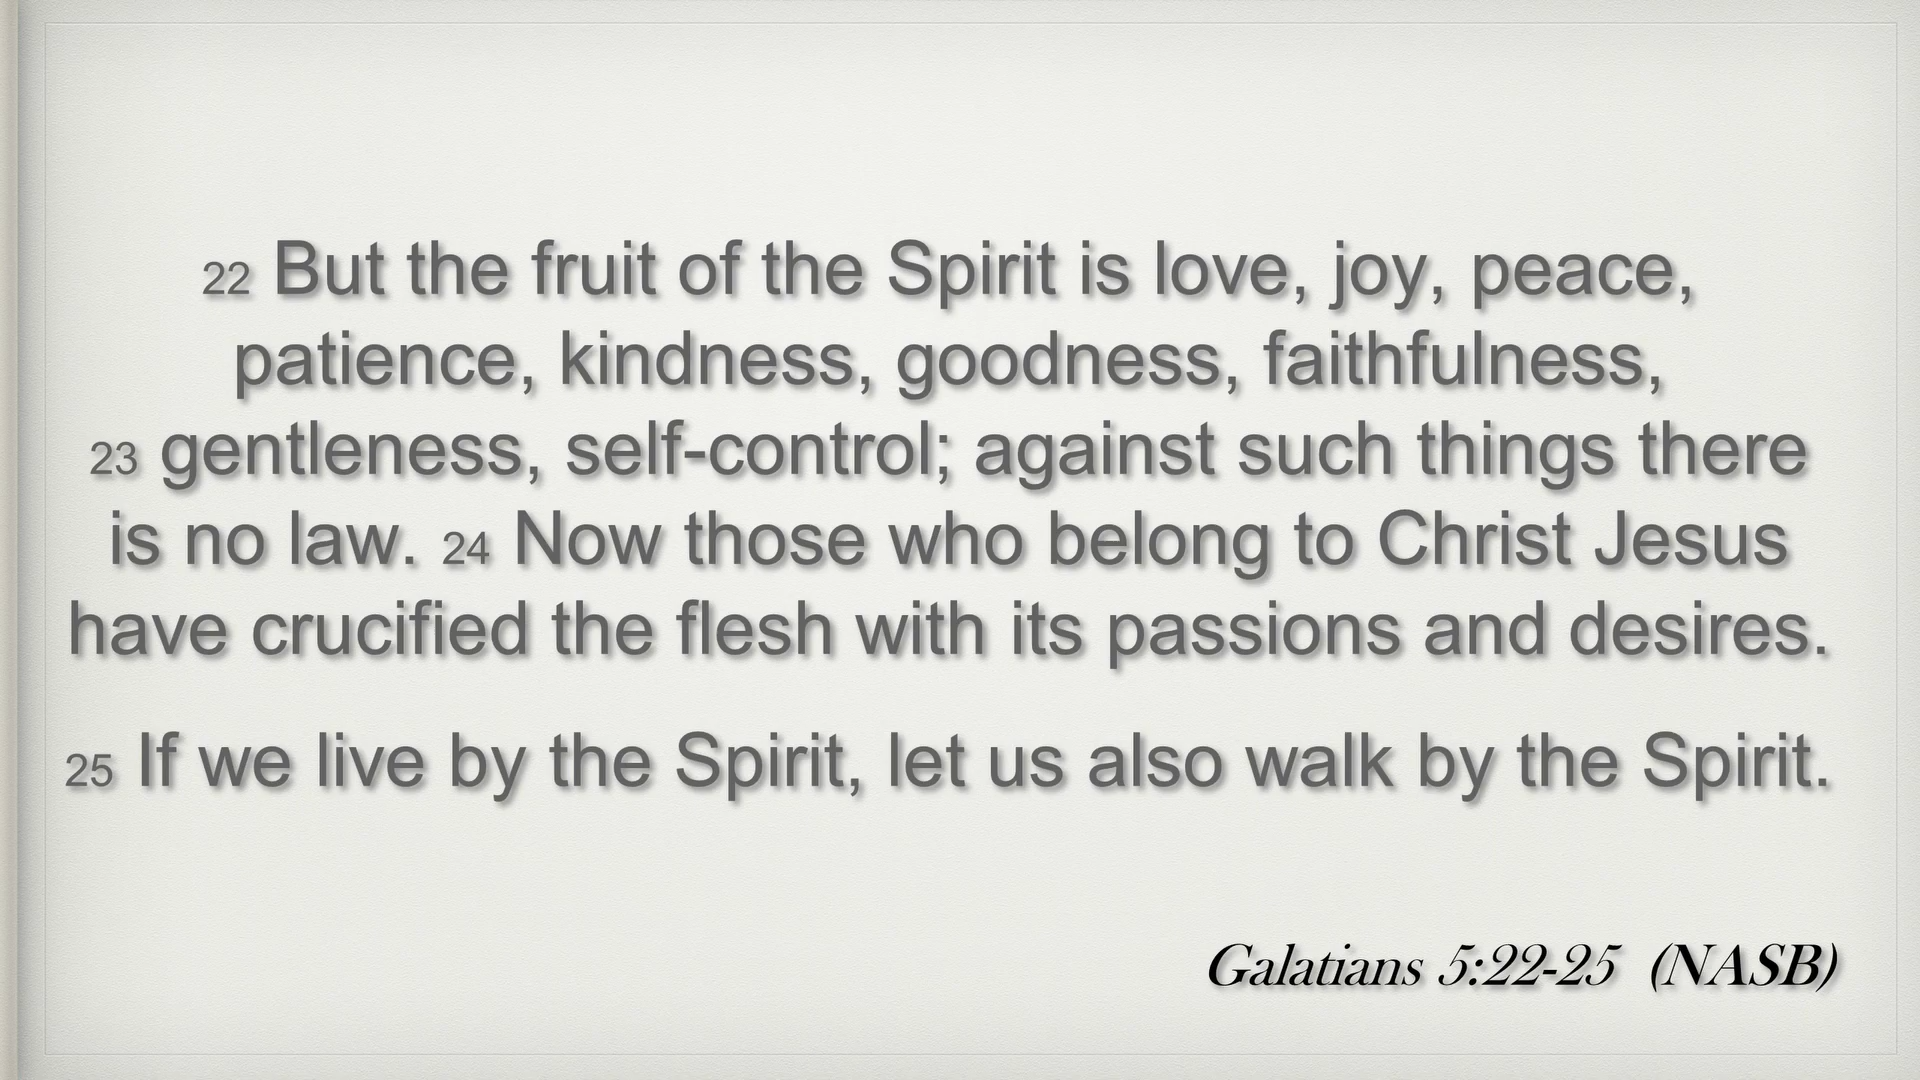 22 But the fruit of the Spirit is love, joy, peace,
patience, kindness, goodness, faithfulness,
23 gentleness, self-control; against such things there
is no law. 24 Now those who belong to Christ Jesus
have crucified the flesh with its passions and desires.
25 If we live by the Spirit, let us also walk by the Spirit.
Galatians 5:22-25 (NASB)